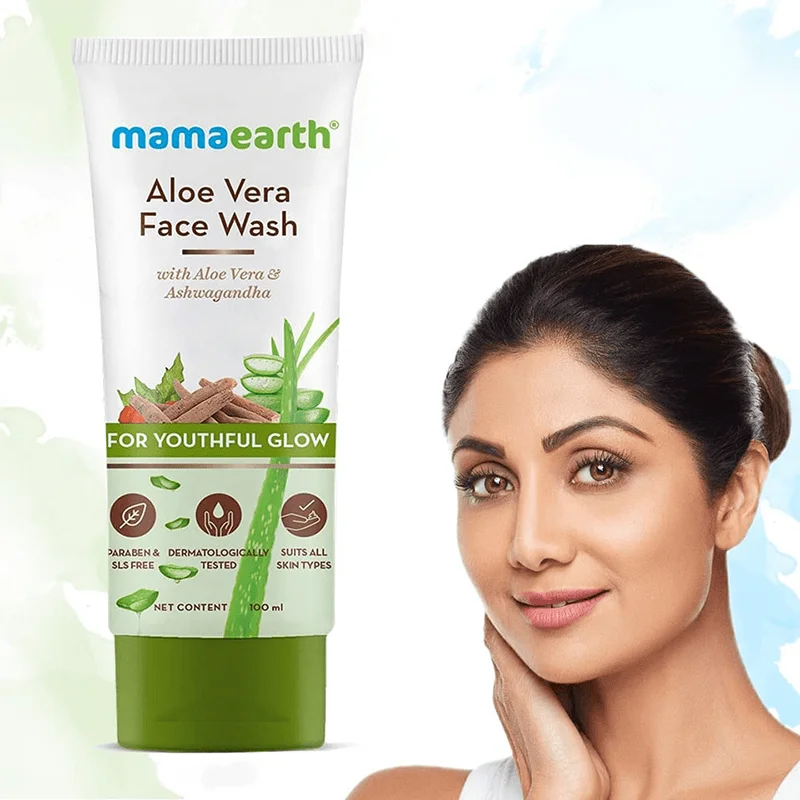 mamaearth®
Aloe Vera
Face Wash
with Aloe Vera &
Ashwagandha
FOR YOUTHFUL GLOW
PARABEN &
SLS FREE
DERMATOLOGICALLY
TESTED
SUITS ALL
SKIN TYPES
NET CONTENT 100 ml